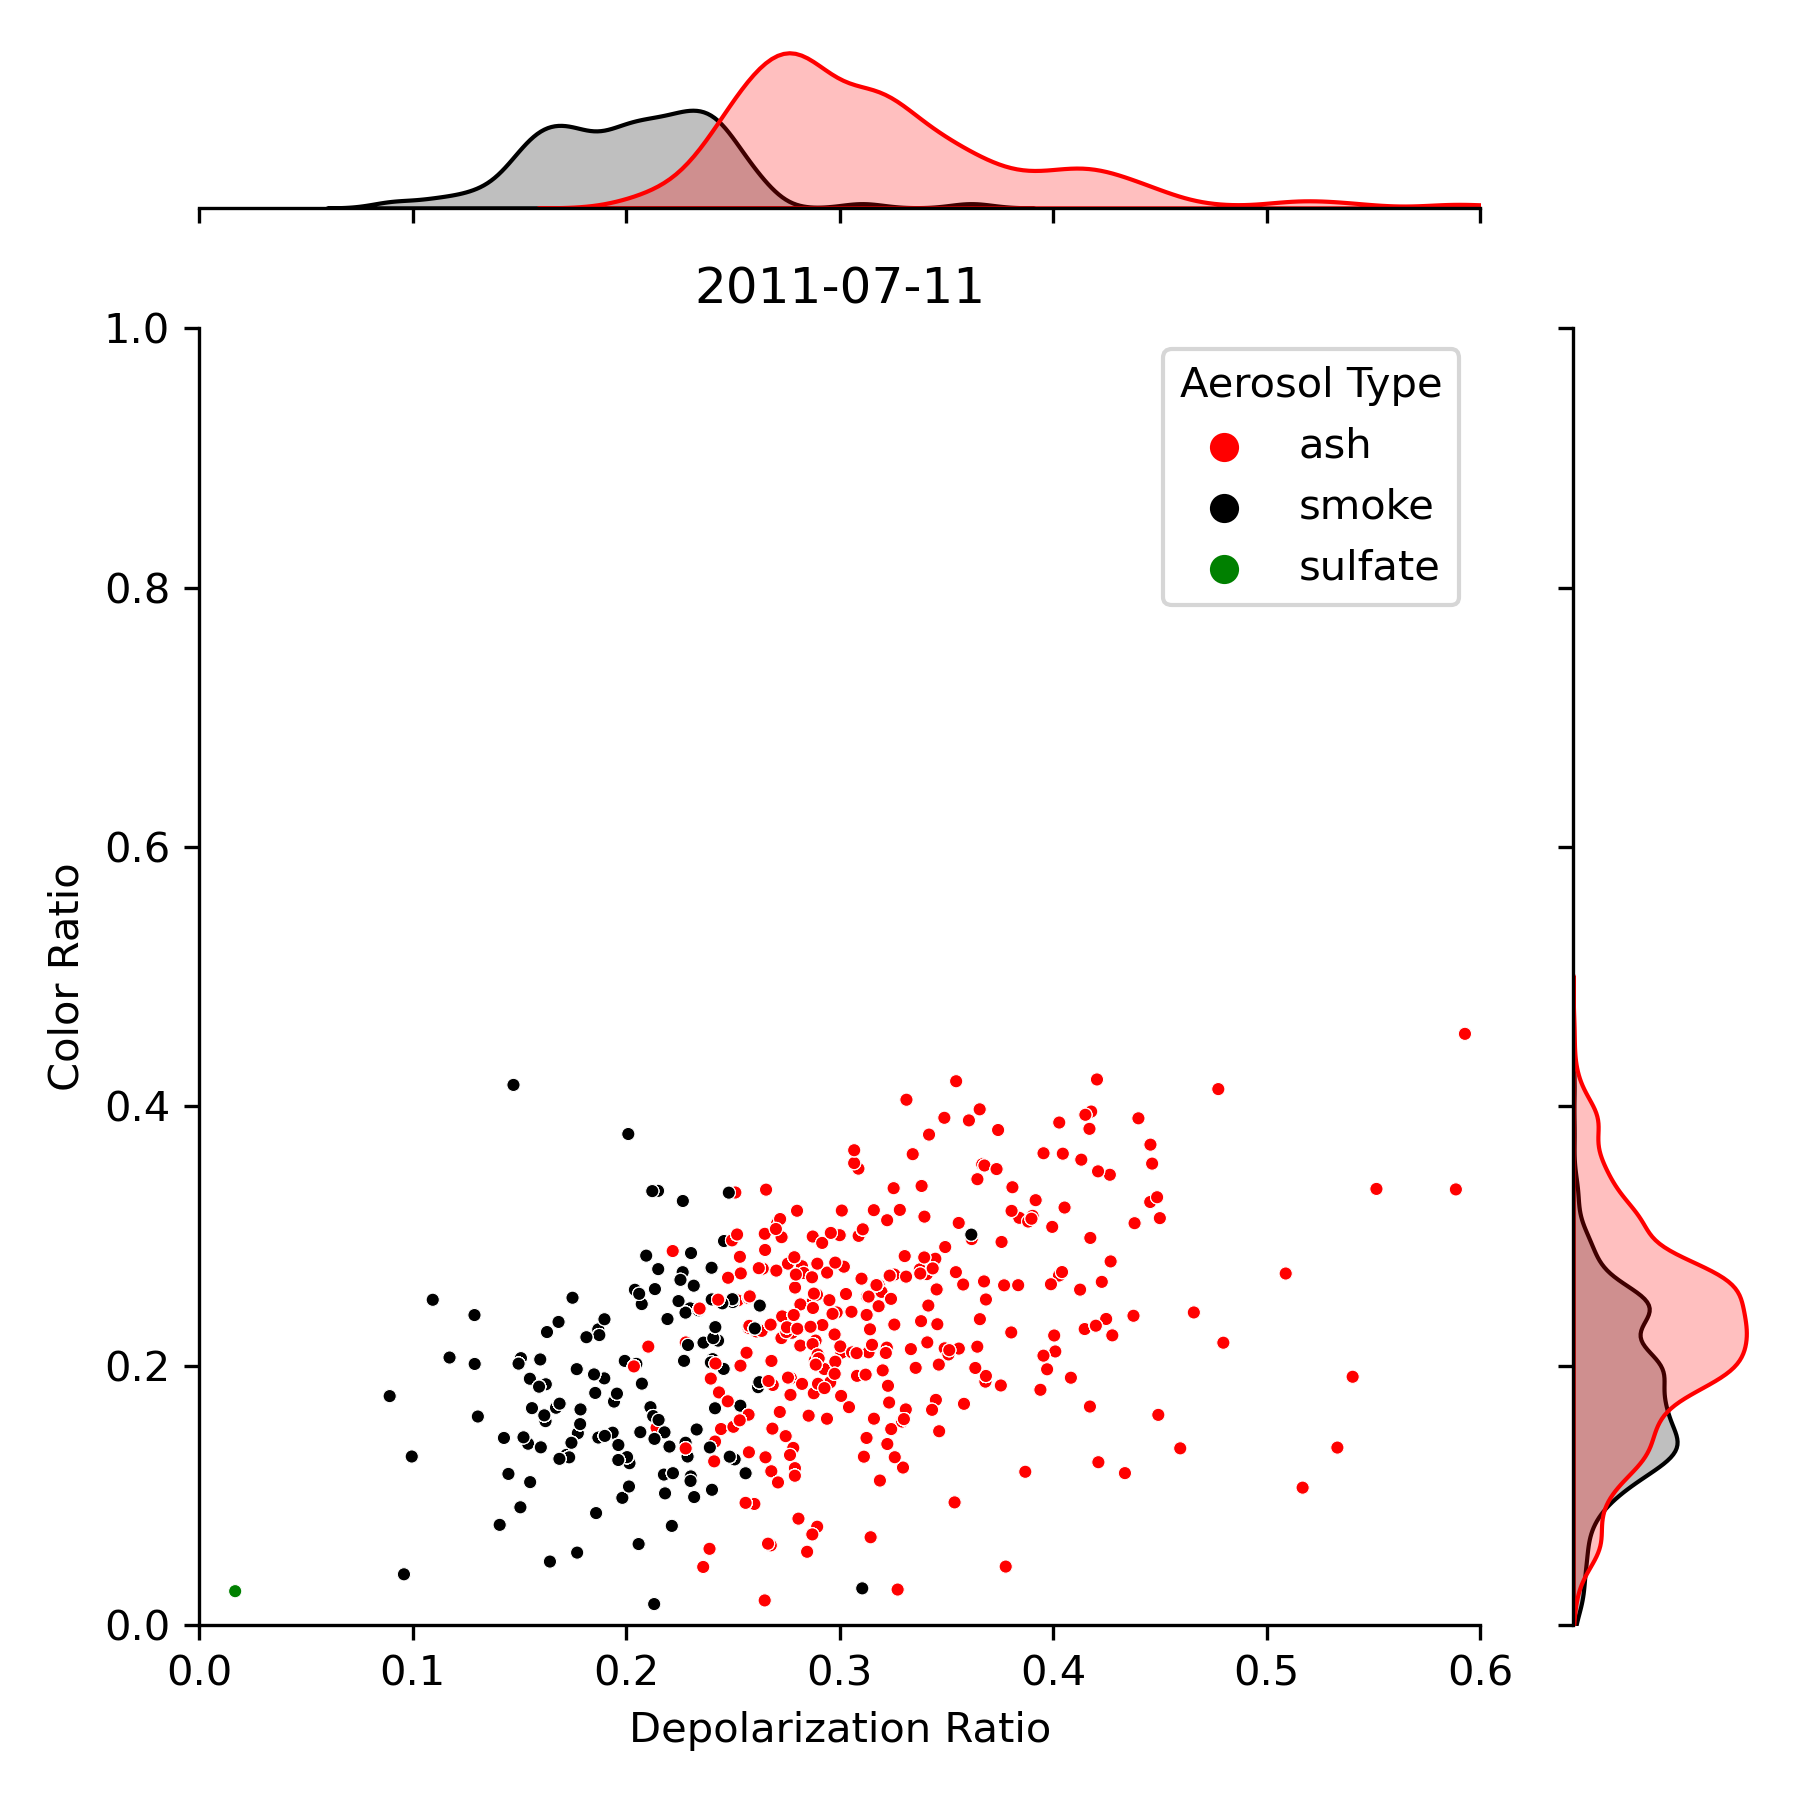 2011-07-11
1.0
0.8
0.6
0.4
0.2
0.0
Color Ratio
Aerosol Type
ash
smoke
sulfate
0.0 0.1 0.2 0.3 0.4 0.5 0.6
Depolarization Ratio